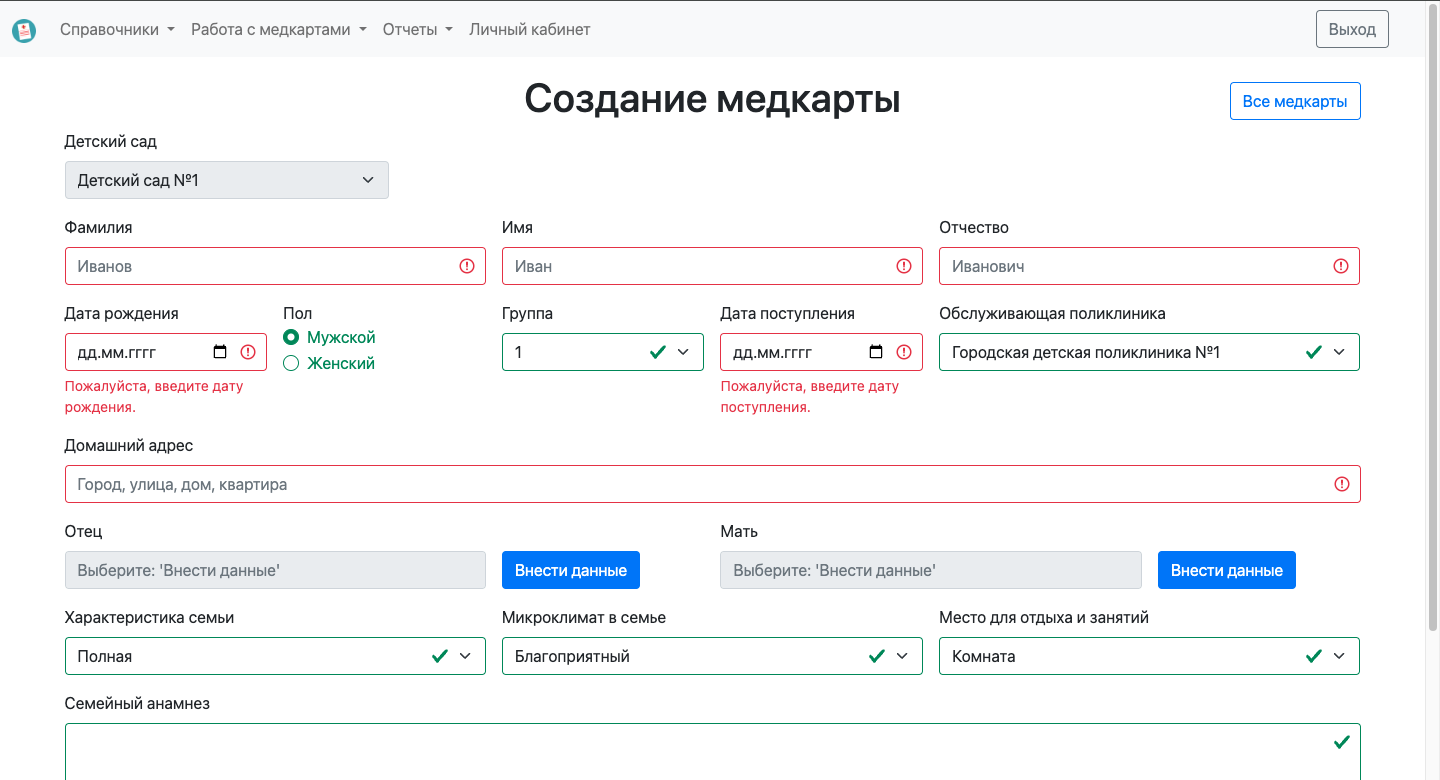 Справочники Работа с медкартами Отчеты Личный кабинет Выход
Создание медкарты Все медкарты
Детский сад
Детский сад №1
Фамилия Имя Отчество
Иванов Иван Иванович
Дата рождения Пол Группа Дата поступления Обслуживающая поликлиника
Мужской
дд.мм.гггг 1 дд.мм.гггг Городская детская поликлиника №1
Женский
Пожалуйста, введите дату Пожалуйста, введите дату
рождения. поступления.
Домашний адрес
Город, улица, дом, квартира
Отец Мать
Выберите: 'Внести данные' Внести данные Выберите: 'Внести данные' Внести данные
Характеристика семьи Микроклимат в семье Место для отдыха и занятий
Полная Благоприятный Комната
Семейный анамнез